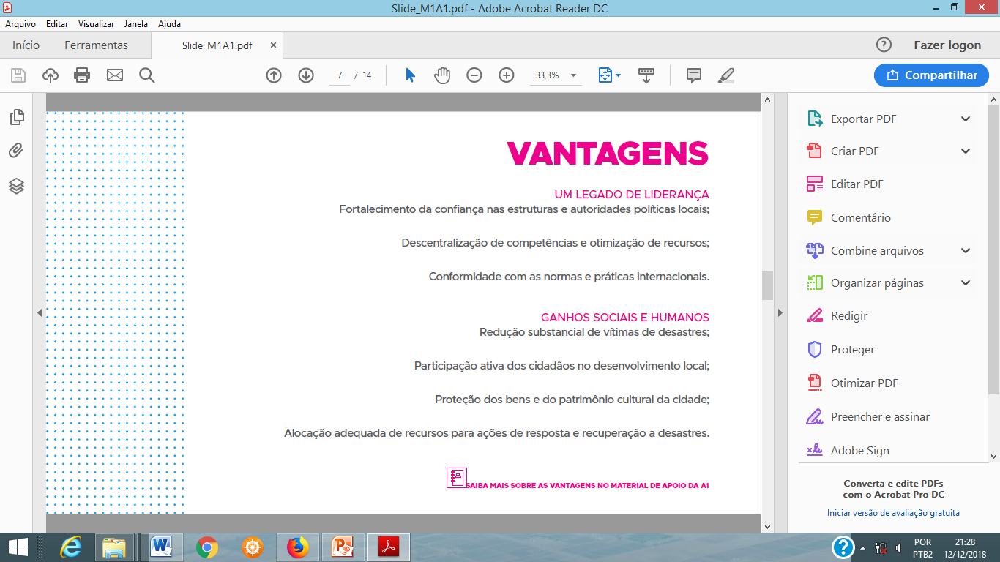 Slide_M1A1.pdf - Adobe Acrobat Reader DC
Arquivo Editar Visualizar Janela Ajuda
Início Ferramentas Slide_M1A1.pdf × Fazer logon
7 / 14 33,3% Compartilhar
VANTAGENS
UM LEGADO DE LIDERANÇA
Fortalecimento da confiança nas estruturas e autoridades políticas locais;
Descentralização de competências e otimização de recursos;
Conformidade com as normas e práticas internacionais.
GANHOS SOCIAIS E HUMANOS
Redução substancial de vítimas de desastres;
Participação ativa dos cidadãos no desenvolvimento local;
Proteção dos bens e do patrimônio cultural da cidade;
Alocação adequada de recursos para ações de resposta e recuperação a desastres.
SAIBA MAIS SOBRE AS VANTAGENS NO MATERIAL DE APOIO DA A1
Exportar PDF
Criar PDF
Editar PDF
Comentário
Combine arquivos
Organizar páginas
Redigir
Proteger
Otimizar PDF
Preencher e assinar
Adobe Sign
Converta e edite PDFs
com o Acrobat Pro DC
Iniciar versão de avaliação gratuita
POR 21:28
PTB2 12/12/2018